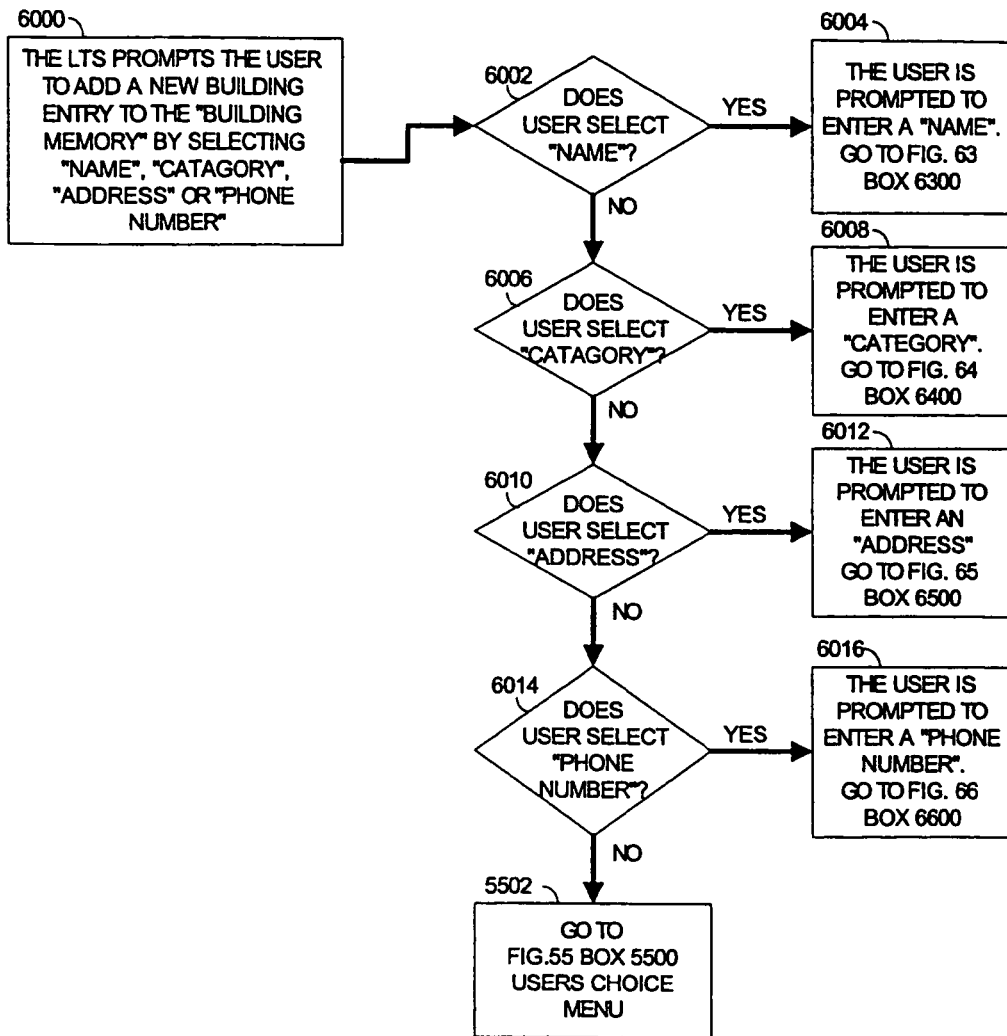 6000
THE LTS PROMPTS THE USER
TO ADD A NEW BUILDING
ENTRY TO THE "BUILDING
MEMORY" BY SELECTING
"NAME", "CATAGORY",
"ADDRESS" OR "PHONE
NUMBER"
6002
DOES
USER SELECT
"NAME"?
YES
NO
6004
THE USER IS
PROMPTED TO
ENTER A "NAME".
GO TO FIG. 63
BOX 6300
6006
DOES
USER SELECT
"CATAGORY"?
YES
NO
6008
THE USER IS
PROMPTED TO
ENTER A
"CATEGORY".
GO TO FIG. 64
BOX 6400
6010
DOES
USER SELECT
"ADDRESS"?
YES
NO
6012
THE USER IS
PROMPTED TO
ENTER AN
"ADDRESS"
GO TO FIG. 65
BOX 6500
6014
DOES
USER SELECT
"PHONE
NUMBER"?
YES
NO
6016
THE USER IS
PROMPTED TO
ENTER A "PHONE
NUMBER".
GO TO FIG. 66
BOX 6600
5502
GO TO
FIG.55 BOX 5500
USERS CHOICE
MENU